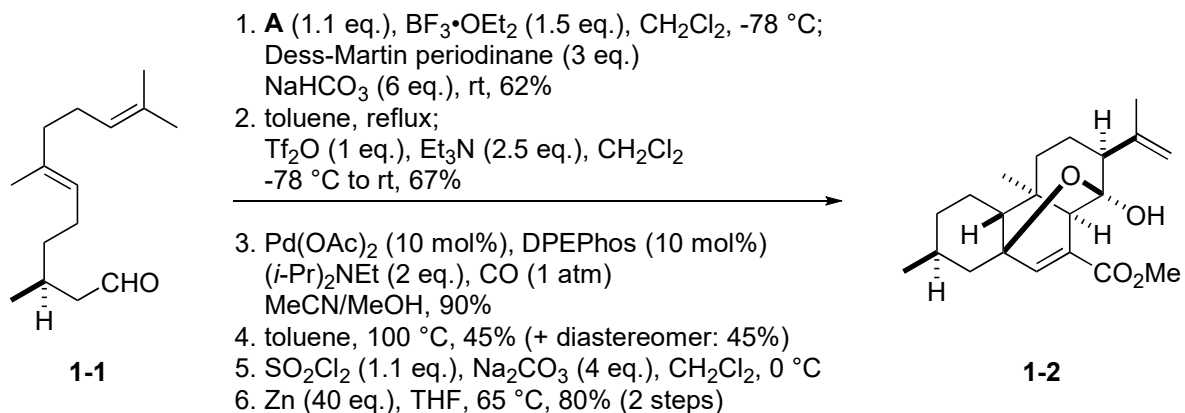 1. A (1.1 eq.), BF₃•OEt₂ (1.5 eq.), CH₂Cl₂, -78 °C;
Dess-Martin periodinane (3 eq.)
NaHCO₃ (6 eq.), rt, 62%
2. toluene, reflux;
Tf₂O (1 eq.), Et₃N (2.5 eq.), CH₂Cl₂
-78 °C to rt, 67%
3. Pd(OAc)₂ (10 mol%), DPEPhos (10 mol%)
(i-Pr)₂NEt (2 eq.), CO (1 atm)
MeCN/MeOH, 90%
4. toluene, 100 °C, 45% (+ diastereomer: 45%)
5. SO₂Cl₂ (1.1 eq.), Na₂CO₃ (4 eq.), CH₂Cl₂, 0 °C
6. Zn (40 eq.), THF, 65 °C, 80% (2 steps)
CHO
H
1-1
H
O
OH
H
H
CO₂Me
H
1-2